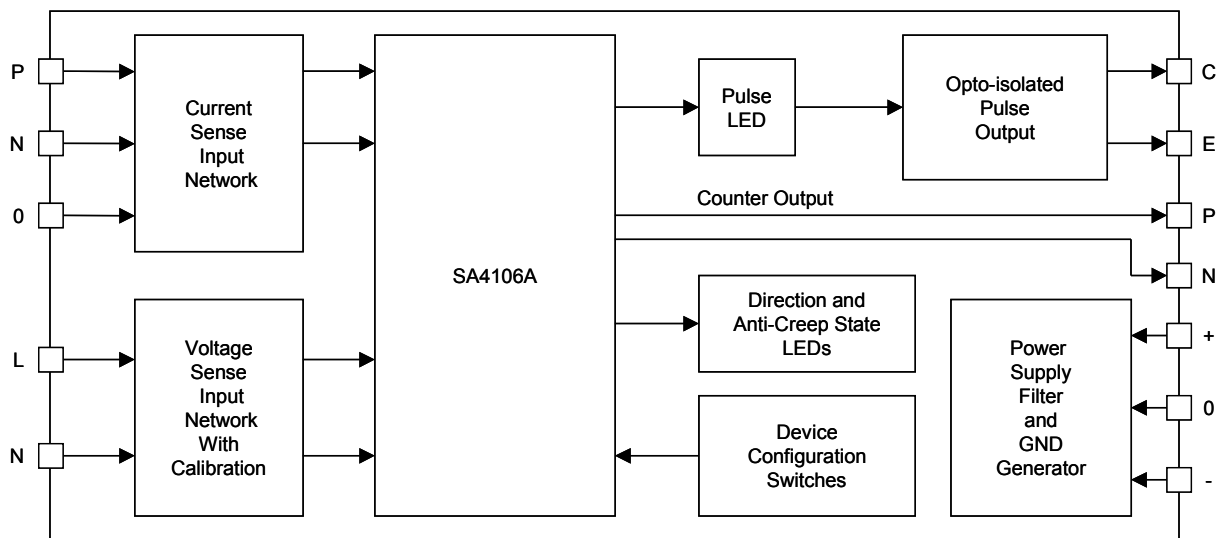 P
N
0
L
N
Current
Sense
Input
Network
Voltage
Sense
Input
Network
With
Calibration
SA4106A
Pulse
LED
Opto-isolated
Pulse
Output
Counter Output
Direction and
Anti-Creep State
LEDs
Device
Configuration
Switches
Power
Supply
Filter
and
GND
Generator
C
E
P
N
+
0
-